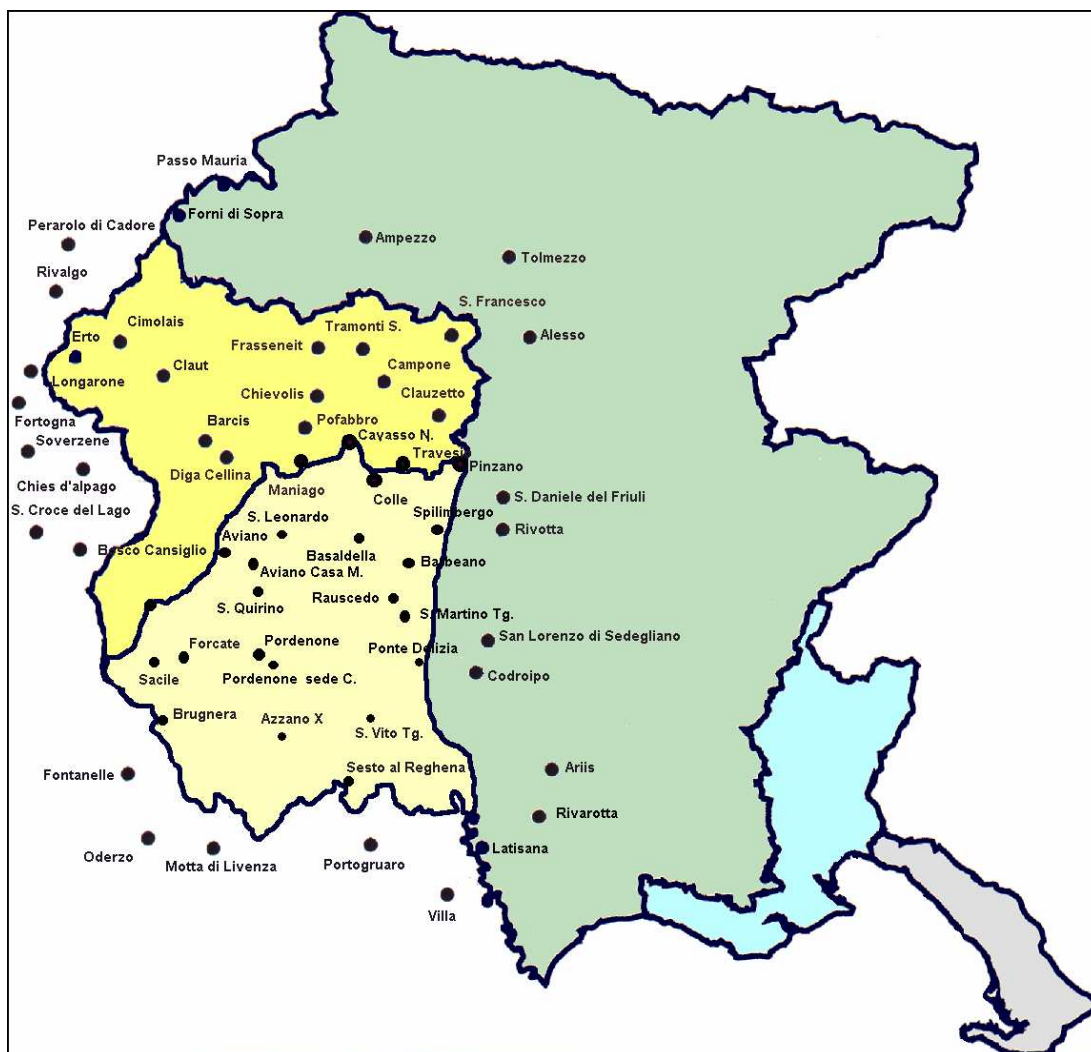 Passo Mauria
Forni di Sopra
Perarolo di Cadore
Ampezzo
Tolmezzo
Rivalgo
S. Francesco
Cimolais
Tramonti S.
Erto
Frasseneit
Alesso
Claut
Campone
Longarone
Chievolis
Clauzetto
Fortogna
Barcis
Pofabbro
Soverzene
Cavasso N.
Travesio
Diga Cellina
Pinzano
Chies d'alpago
Maniago
Colle
S. Daniele del Friuli
S. Croce del Lago
S. Leonardo
Spilimbergo
Rivotta
Aviano
Bosco Cansiglio
Basaldella
Barbeano
Aviano Casa M.
Rauscedo
S. Quirino
S. Martino Tg.
San Lorenzo di Sedegliano
Forcate
Pordenone
Ponte Delizia
Sacile
Pordenone sede C.
Codroipo
Brugnera
Azzano X
S. Vito Tg.
Sesto al Reghena
Fontanelle
Ariis
Rivarotta
Oderzo
Motta di Livenza
Portogruaro
Latisana
Villa